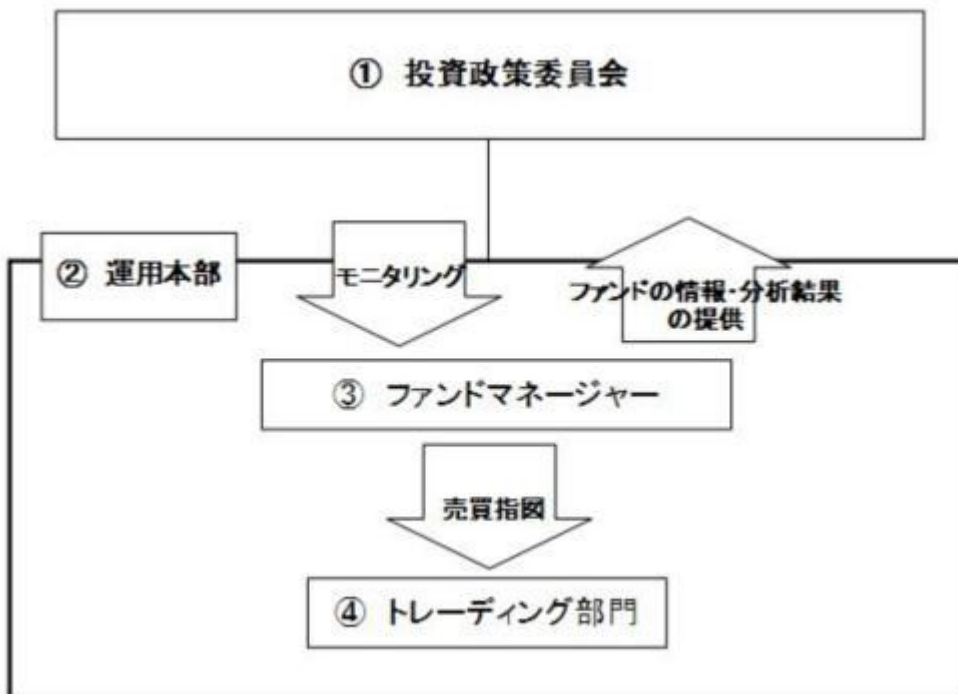 ① 投資政策委員会
② 運用本部
モニタリング
ファンドの情報・分析結果
の提供
③ ファンドマネージャー
売買指図
④ トレーディング部門